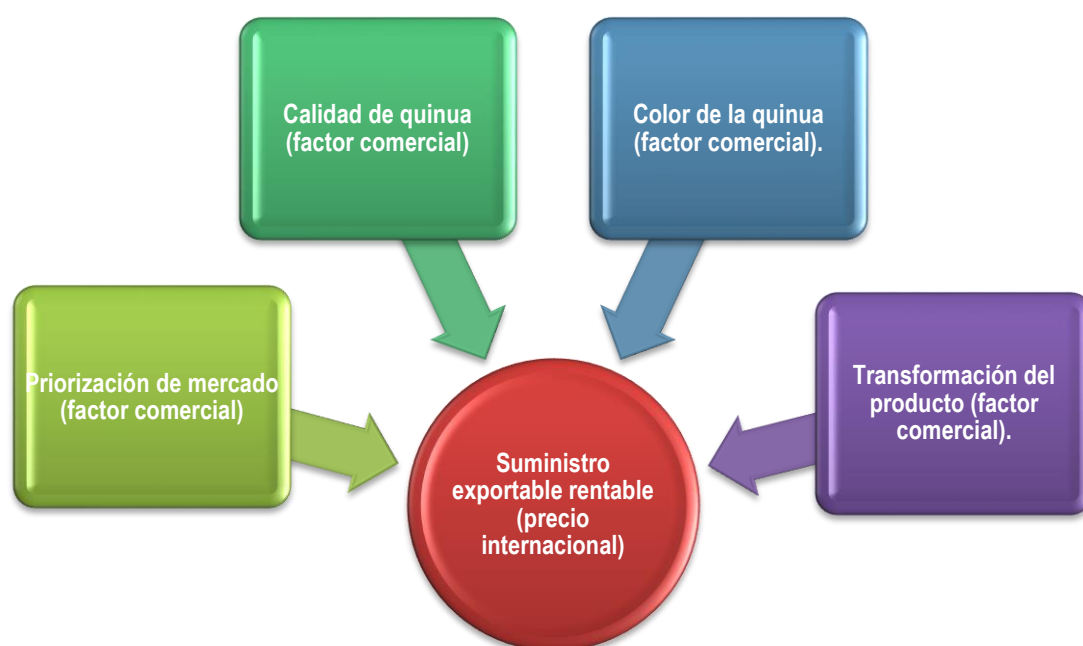 Calidad de quinua
(factor comercial)
Color de la quinua
(factor comercial).
Priorización de mercado
(factor comercial)
Transformación del
producto (factor
comercial).
Suministro
exportable rentable
(precio
internacional)